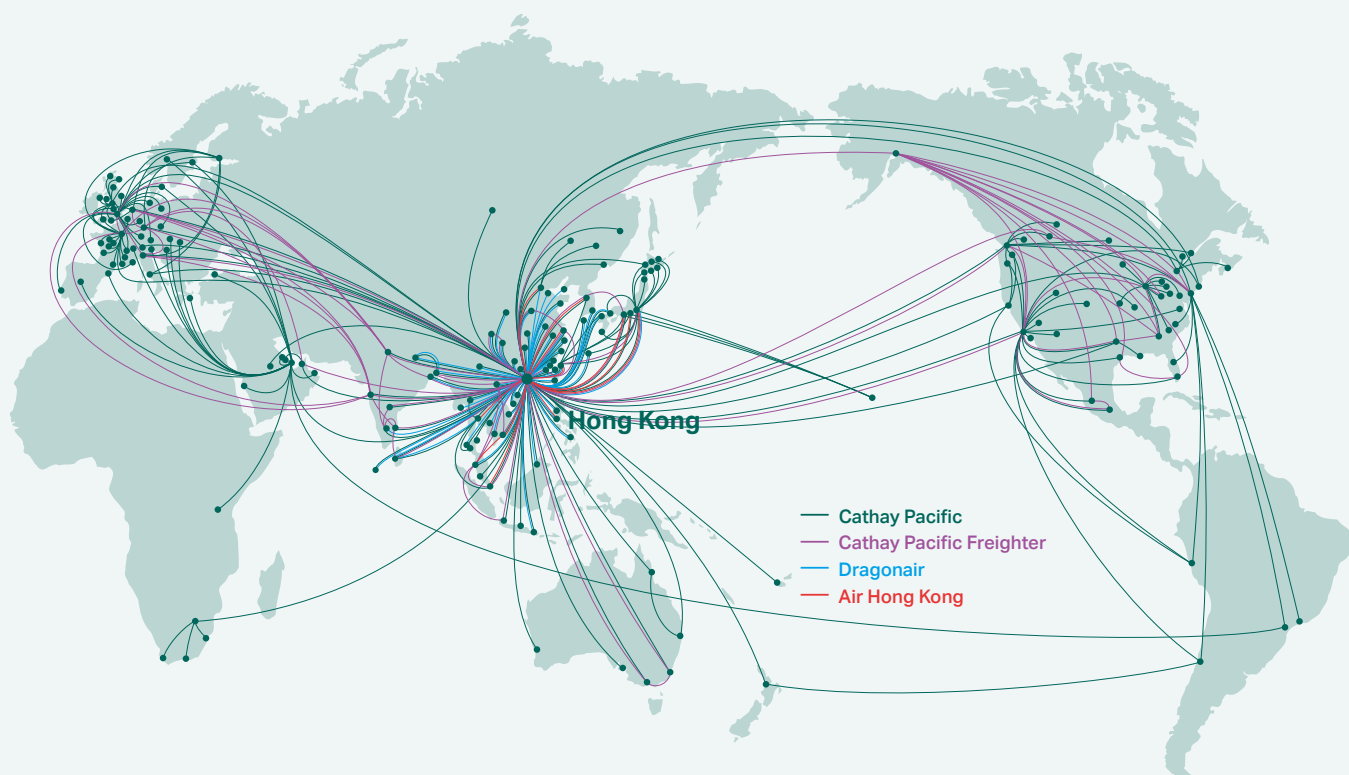 Hong Kong
Cathay Pacific
Cathay Pacific Freighter
Dragonair
Air Hong Kong